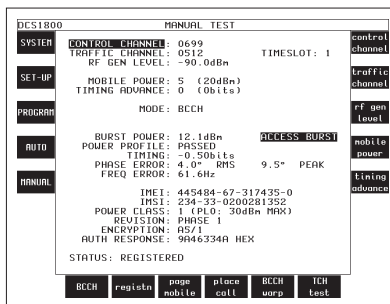 DCS1800 MANUAL TEST
SYSTEM
SET-UP
PROGRAM
AUTO
MANUAL
CONTROL CHANNEL: 0699
TRAFFIC CHANNEL: 0512 TIMESLOT: 1
RF GEN LEVEL: -90.0dBm
MOBILE POWER: 5 (20dBm)
TIMING ADVANCE: 0 (0bits)
MODE: BCCH
BURST POWER: 12.1dBm ACCESS BURST
POWER PROFILE: PASSED
TIMING: -0.50bits
PHASE ERROR: 4.0° RMS 9.5° PEAK
FREQ ERROR: 61.6Hz
IMEI: 445484-67-317435-0
IMSI: 234-33-0200281352
POWER CLASS: 1 (PL0: 30dBm MAX)
REVISION: PHASE 1
ENCRYPTION: A5/1
AUTH RESPONSE: 9A46334A HEX
STATUS: REGISTERED
control
channel
traffic
channel
rf gen
level
mobile
power
timing
advance
BCCH
registn
page
mobile
place
call
BCCH
warp
TCH
test